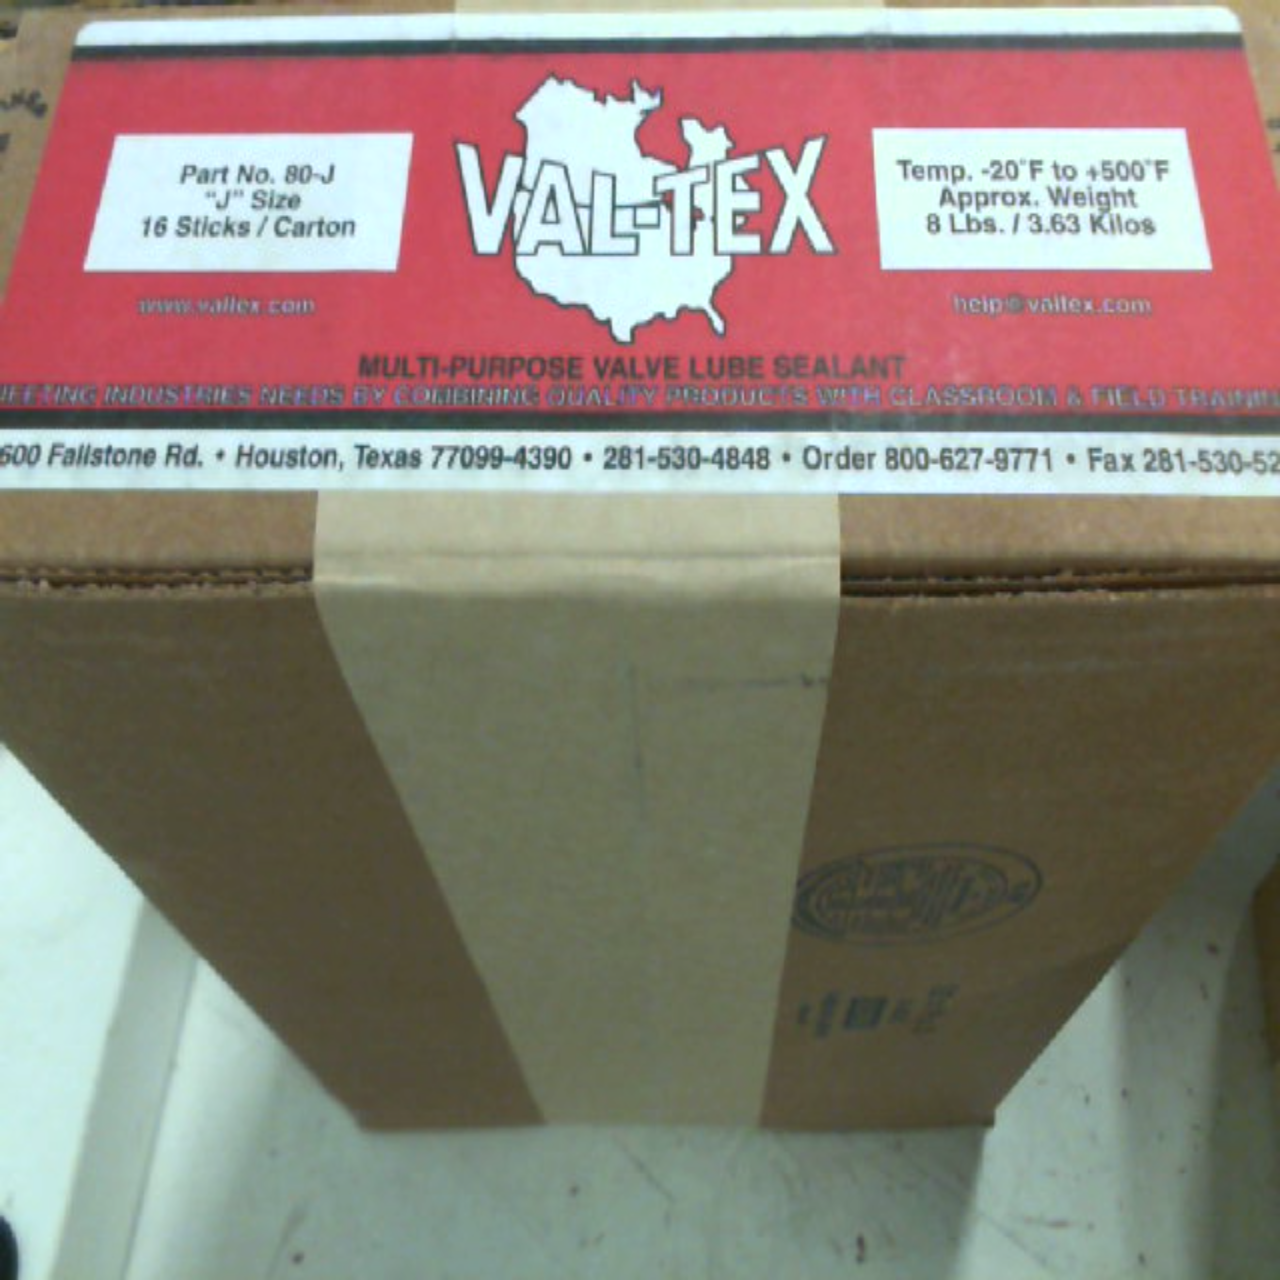 Part No. 80-J
"J" Size
16 Sticks / Carton
www.valtex.com
VAL-TEX
Temp. -20°F to +500°F
Approx. Weight
8 Lbs. / 3.63 Kilos
help@valtex.com
MULTI-PURPOSE VALVE LUBE SEALANT
EETING INDUSTRIES NEEDS BY COMBINING QUALITY PRODUCTS WITH CLASSROOM & FIELD TRAININ
600 Fallstone Rd. • Houston, Texas 77099-4390 • 281-530-4848 • Order 800-627-9771 • Fax 281-530-52